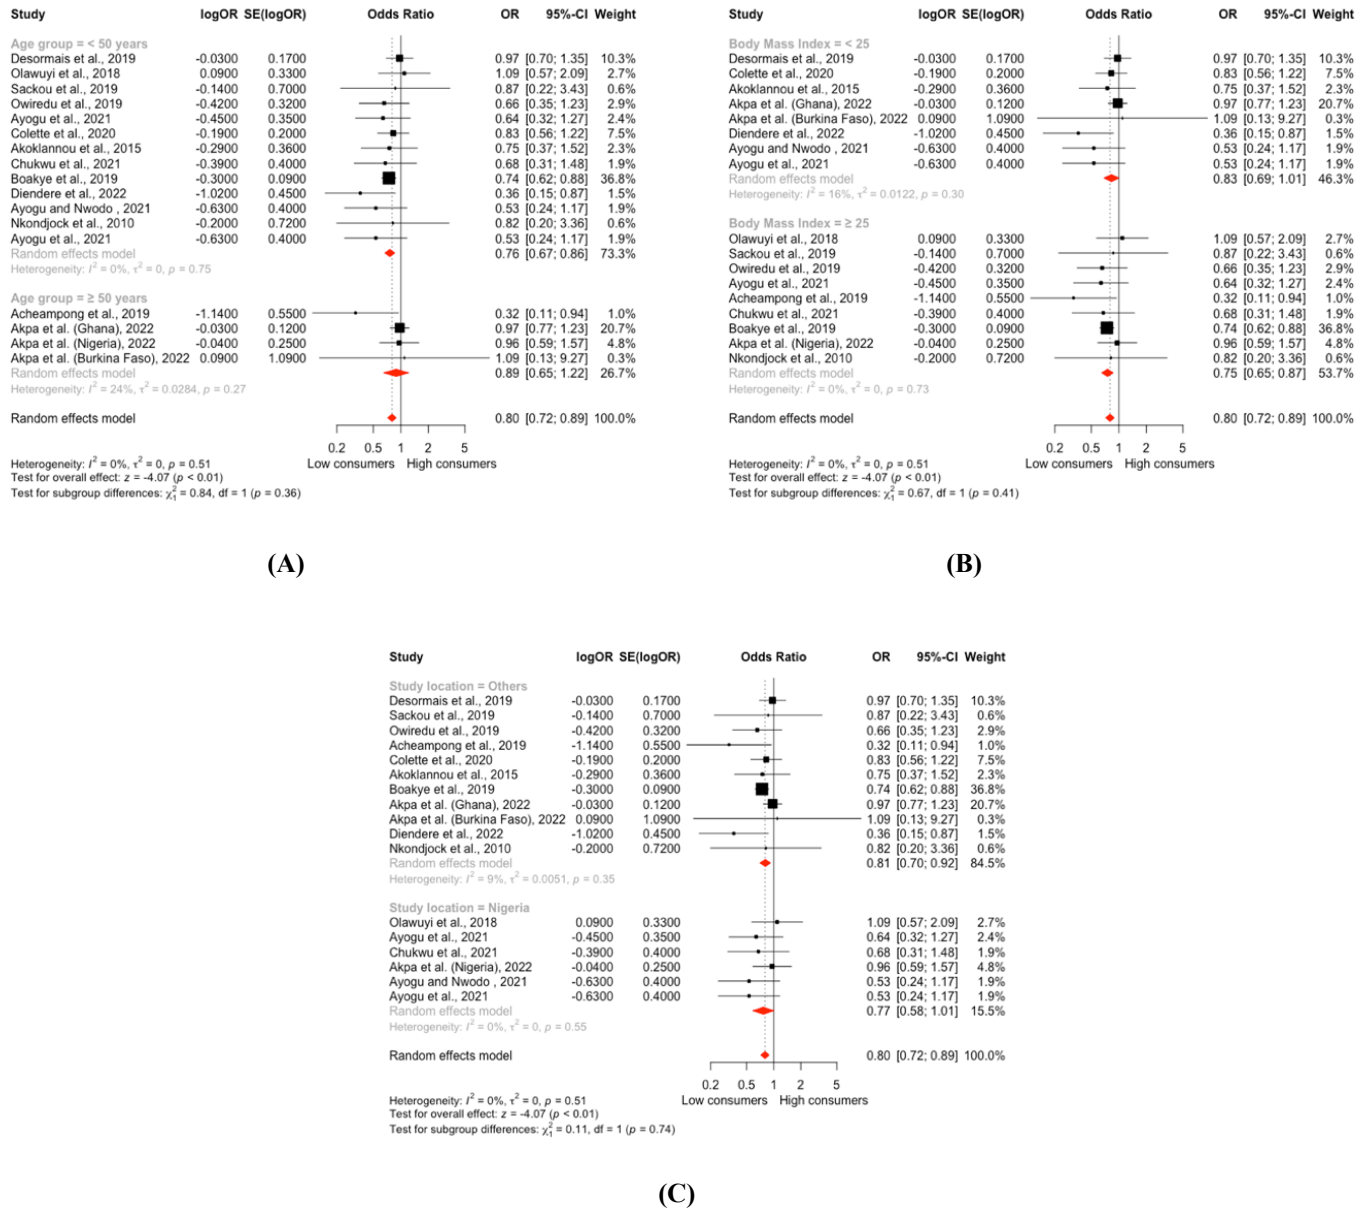 Study logOR SE(logOR) Odds Ratio OR 95%-CI Weight
Age group = < 50 years
Desormais et al., 2019 -0.0300 0.1700 0.97 [0.70; 1.35] 10.3%
Olawuyi et al., 2018 0.0900 0.3300 1.09 [0.57; 2.09] 2.7%
Sackou et al., 2019 -0.1400 0.7000 0.87 [0.22; 3.43] 0.6%
Owiredu et al., 2019 -0.4200 0.3200 0.66 [0.35; 1.23] 2.9%
Ayogu et al., 2021 -0.4500 0.3500 0.64 [0.32; 1.27] 2.4%
Colette et al., 2020 -0.1900 0.2000 0.83 [0.56; 1.22] 7.5%
Akoklannou et al., 2015 -0.2900 0.3600 0.75 [0.37; 1.52] 2.3%
Chukwu et al., 2021 -0.3900 0.4000 0.68 [0.31; 1.48] 1.9%
Boakye et al., 2019 -0.3000 0.0900 0.74 [0.62; 0.88] 36.8%
Diendere et al., 2022 -1.0200 0.4500 0.36 [0.15; 0.87] 1.5%
Ayogu and Nwodo , 2021 -0.6300 0.4000 0.53 [0.24; 1.17] 1.9%
Nkondjock et al., 2010 -0.2000 0.7200 0.82 [0.20; 3.36] 0.6%
Ayogu et al., 2021 -0.6300 0.4000 0.53 [0.24; 1.17] 1.9%
Random effects model 0.76 [0.67; 0.86] 73.3%
Heterogeneity: I² = 0%, τ² = 0, p = 0.75
Age group = ≥ 50 years
Acheampong et al., 2019 -1.1400 0.5500 0.32 [0.11; 0.94] 1.0%
Akpa et al. (Ghana), 2022 -0.0300 0.1200 0.97 [0.77; 1.23] 20.7%
Akpa et al. (Nigeria), 2022 -0.0400 0.2500 0.96 [0.59; 1.57] 4.8%
Akpa et al. (Burkina Faso), 2022 0.0900 1.0900 1.09 [0.13; 9.27] 0.3%
Random effects model 0.89 [0.65; 1.22] 26.7%
Heterogeneity: I² = 24%, τ² = 0.0284, p = 0.27
Random effects model 0.80 [0.72; 0.89] 100.0%
0.2 0.5 1 2 5
Low consumers High consumers
Heterogeneity: I² = 0%, τ² = 0, p = 0.51
Test for overall effect: z = -4.07 (p < 0.01)
Test for subgroup differences: χ²₁ = 0.84, df = 1 (p = 0.36)
(A)
Study logOR SE(logOR) Odds Ratio OR 95%-CI Weight
Body Mass Index = < 25
Desormais et al., 2019 -0.0300 0.1700 0.97 [0.70; 1.35] 10.3%
Colette et al., 2020 -0.1900 0.2000 0.83 [0.56; 1.22] 7.5%
Akoklannou et al., 2015 -0.2900 0.3600 0.75 [0.37; 1.52] 2.3%
Akpa et al. (Ghana), 2022 -0.0300 0.1200 0.97 [0.77; 1.23] 20.7%
Akpa et al. (Burkina Faso), 2022 0.0900 1.0900 1.09 [0.13; 9.27] 0.3%
Diendere et al., 2022 -1.0200 0.4500 0.36 [0.15; 0.87] 1.5%
Ayogu and Nwodo , 2021 -0.6300 0.4000 0.53 [0.24; 1.17] 1.9%
Ayogu et al., 2021 -0.6300 0.4000 0.53 [0.24; 1.17] 1.9%
Random effects model 0.83 [0.69; 1.01] 46.3%
Heterogeneity: I² = 16%, τ² = 0.0122, p = 0.30
Body Mass Index = ≥ 25
Olawuyi et al., 2018 0.0900 0.3300 1.09 [0.57; 2.09] 2.7%
Sackou et al., 2019 -0.1400 0.7000 0.87 [0.22; 3.43] 0.6%
Owiredu et al., 2019 -0.4200 0.3200 0.66 [0.35; 1.23] 2.9%
Ayogu et al., 2021 -0.4500 0.3500 0.64 [0.32; 1.27] 2.4%
Acheampong et al., 2019 -1.1400 0.5500 0.32 [0.11; 0.94] 1.0%
Chukwu et al., 2021 -0.3900 0.4000 0.68 [0.31; 1.48] 1.9%
Boakye et al., 2019 -0.3000 0.0900 0.74 [0.62; 0.88] 36.8%
Akpa et al. (Nigeria), 2022 -0.0400 0.2500 0.96 [0.59; 1.57] 4.8%
Nkondjock et al., 2010 -0.2000 0.7200 0.82 [0.20; 3.36] 0.6%
Random effects model 0.75 [0.65; 0.87] 53.7%
Heterogeneity: I² = 0%, τ² = 0, p = 0.73
Random effects model 0.80 [0.72; 0.89] 100.0%
0.2 0.5 1 2 5
Low consumers High consumers
Heterogeneity: I² = 0%, τ² = 0, p = 0.51
Test for overall effect: z = -4.07 (p < 0.01)
Test for subgroup differences: χ²₁ = 0.67, df = 1 (p = 0.41)
(B)
Study logOR SE(logOR) Odds Ratio OR 95%-CI Weight
Study location = Others
Desormais et al., 2019 -0.0300 0.1700 0.97 [0.70; 1.35] 10.3%
Sackou et al., 2019 -0.1400 0.7000 0.87 [0.22; 3.43] 0.6%
Owiredu et al., 2019 -0.4200 0.3200 0.66 [0.35; 1.23] 2.9%
Acheampong et al., 2019 -1.1400 0.5500 0.32 [0.11; 0.94] 1.0%
Colette et al., 2020 -0.1900 0.2000 0.83 [0.56; 1.22] 7.5%
Akoklannou et al., 2015 -0.2900 0.3600 0.75 [0.37; 1.52] 2.3%
Boakye et al., 2019 -0.3000 0.0900 0.74 [0.62; 0.88] 36.8%
Akpa et al. (Ghana), 2022 -0.0300 0.1200 0.97 [0.77; 1.23] 20.7%
Akpa et al. (Burkina Faso), 2022 0.0900 1.0900 1.09 [0.13; 9.27] 0.3%
Diendere et al., 2022 -1.0200 0.4500 0.36 [0.15; 0.87] 1.5%
Nkondjock et al., 2010 -0.2000 0.7200 0.82 [0.20; 3.36] 0.6%
Random effects model 0.81 [0.70; 0.92] 84.5%
Heterogeneity: I² = 9%, τ² = 0.0051, p = 0.35
Study location = Nigeria
Olawuyi et al., 2018 0.0900 0.3300 1.09 [0.57; 2.09] 2.7%
Ayogu et al., 2021 -0.4500 0.3500 0.64 [0.32; 1.27] 2.4%
Chukwu et al., 2021 -0.3900 0.4000 0.68 [0.31; 1.48] 1.9%
Akpa et al. (Nigeria), 2022 -0.0400 0.2500 0.96 [0.59; 1.57] 4.8%
Ayogu and Nwodo , 2021 -0.6300 0.4000 0.53 [0.24; 1.17] 1.9%
Ayogu et al., 2021 -0.6300 0.4000 0.53 [0.24; 1.17] 1.9%
Random effects model 0.77 [0.58; 1.01] 15.5%
Heterogeneity: I² = 0%, τ² = 0, p = 0.55
Random effects model 0.80 [0.72; 0.89] 100.0%
0.2 0.5 1 2 5
Low consumers High consumers
Heterogeneity: I² = 0%, τ² = 0, p = 0.51
Test for overall effect: z = -4.07 (p < 0.01)
Test for subgroup differences: χ²₁ = 0.11, df = 1 (p = 0.74)
(C)